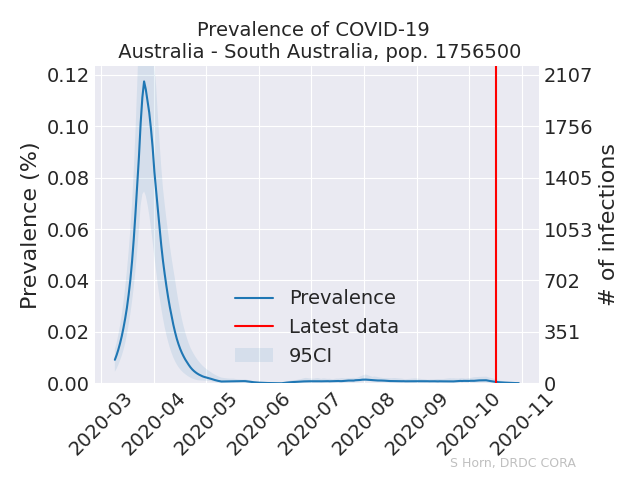 Prevalence of COVID-19
Australia - South Australia, pop. 1756500
0.12
0.10
0.08
0.06
0.04
0.02
0.00
Prevalence (%)
2107
1756
1405
1053
702
351
0
# of infections
Prevalence
Latest data
95CI
2020-03
2020-04
2020-05
2020-06
2020-07
2020-08
2020-09
2020-10
2020-11
S Horn, DRDC CORA